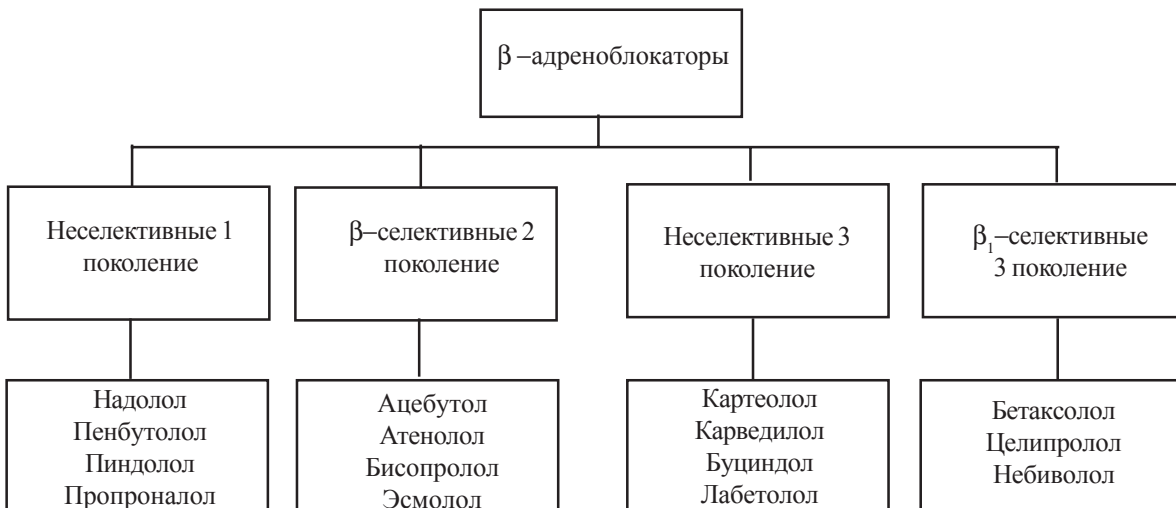 β –адреноблокаторы
Неселективные 1
поколение
β–селективные 2
поколение
Неселективные 3
поколение
β₁–селективные
3 поколение
Надолол
Пенбутолол
Пиндолол
Пропроналол
Ацебутол
Атенолол
Бисопролол
Эсмолол
Картеолол
Карведилол
Буциндол
Лабетолол
Бетаксолол
Целипролол
Небиволол